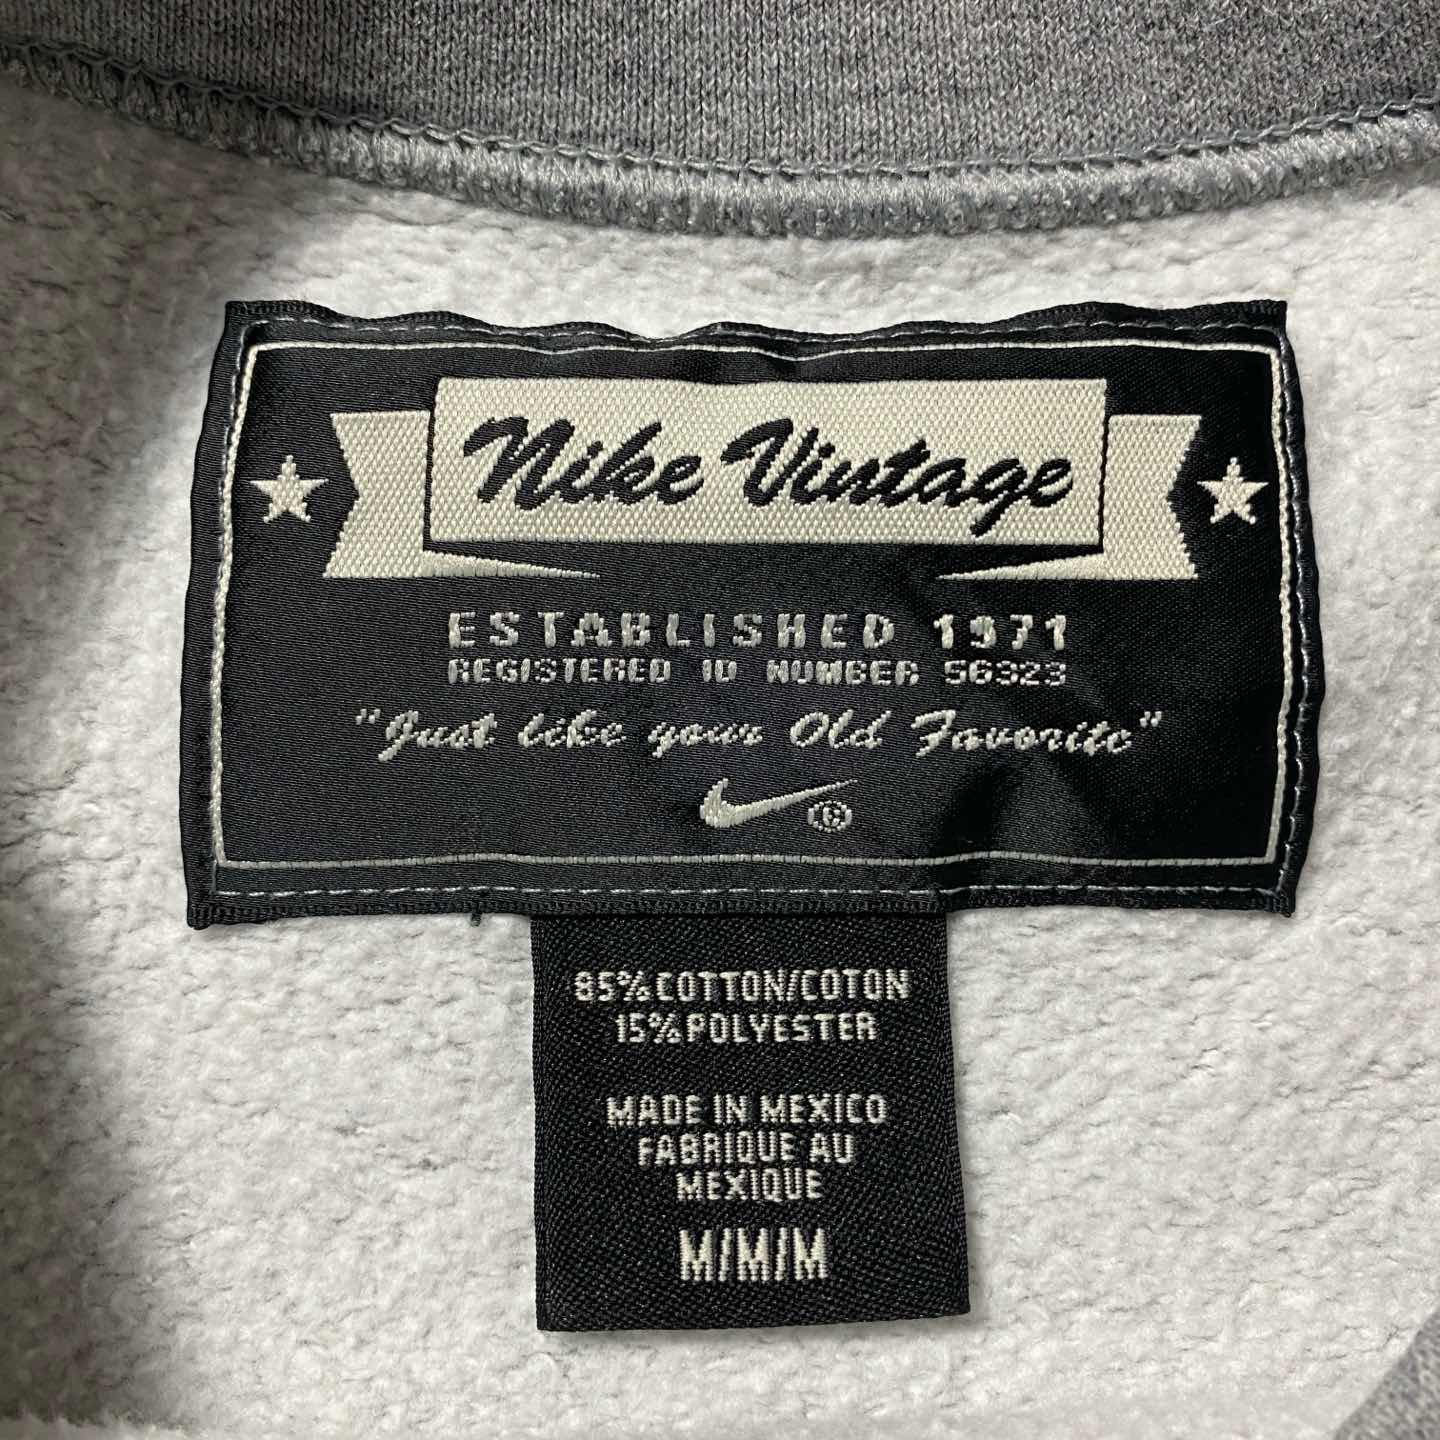 Nike Vintage
ESTABLISHED 1971
REGISTERED ID NUMBER 56323
"Just like your Old Favorite"
85% COTTON/COTON
15% POLYESTER
MADE IN MEXICO
FABRIQUE AU
MEXIQUE
M/M/M